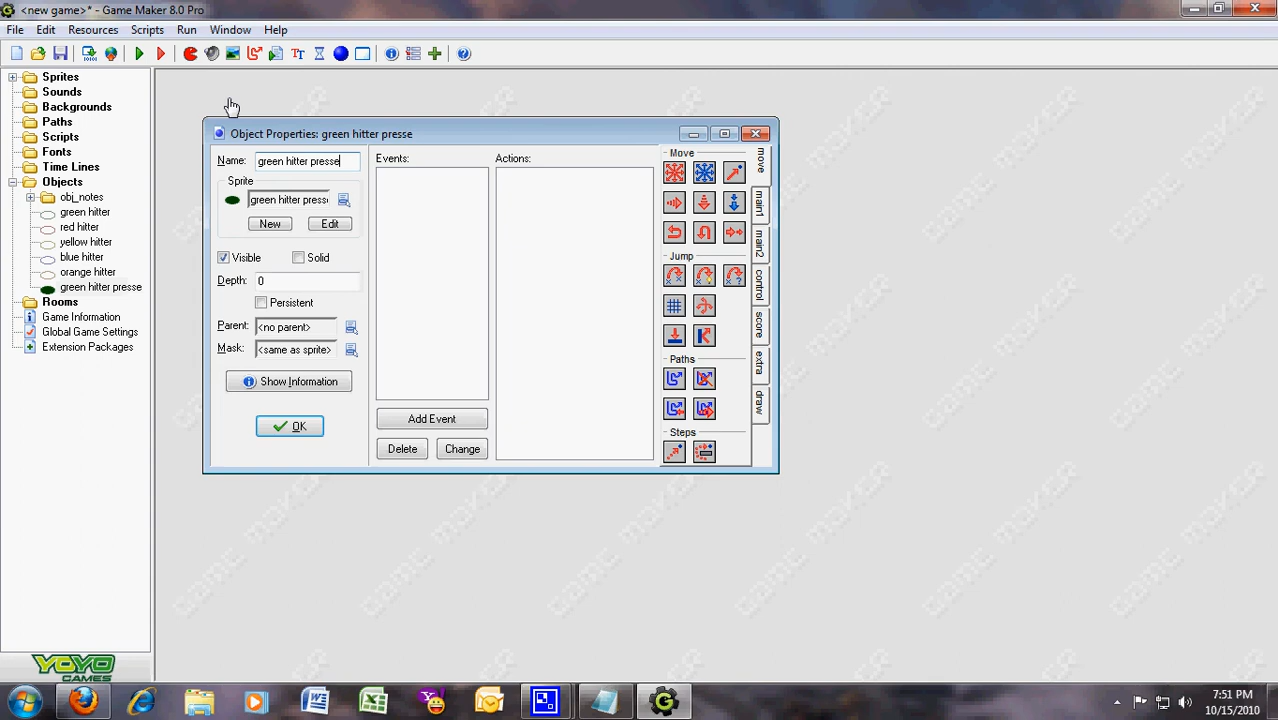 <new game>* - Game Maker 8.0 Pro
File Edit Resources Scripts Run Window Help
Sprites
Sounds
Backgrounds
Paths
Scripts
Fonts
Time Lines
Objects
obj_notes
green hitter
red hitter
yellow hitter
blue hitter
orange hitter
green hitter presse
Rooms
Game Information
Global Game Settings
Extension Packages
Object Properties: green hitter presse
Name: green hitter presse
Sprite
green hitter press
New Edit
Visible Solid
Depth: 0
Persistent
Parent: <no parent>
Mask: <same as sprite>
Show Information
OK
Events:
Add Event
Delete Change
Actions:
Move
Jump
Paths
Steps
move
main1
main2
control
score
extra
draw
YOYO
GAMES
GAME MAKER
7:51 PM
10/15/2010